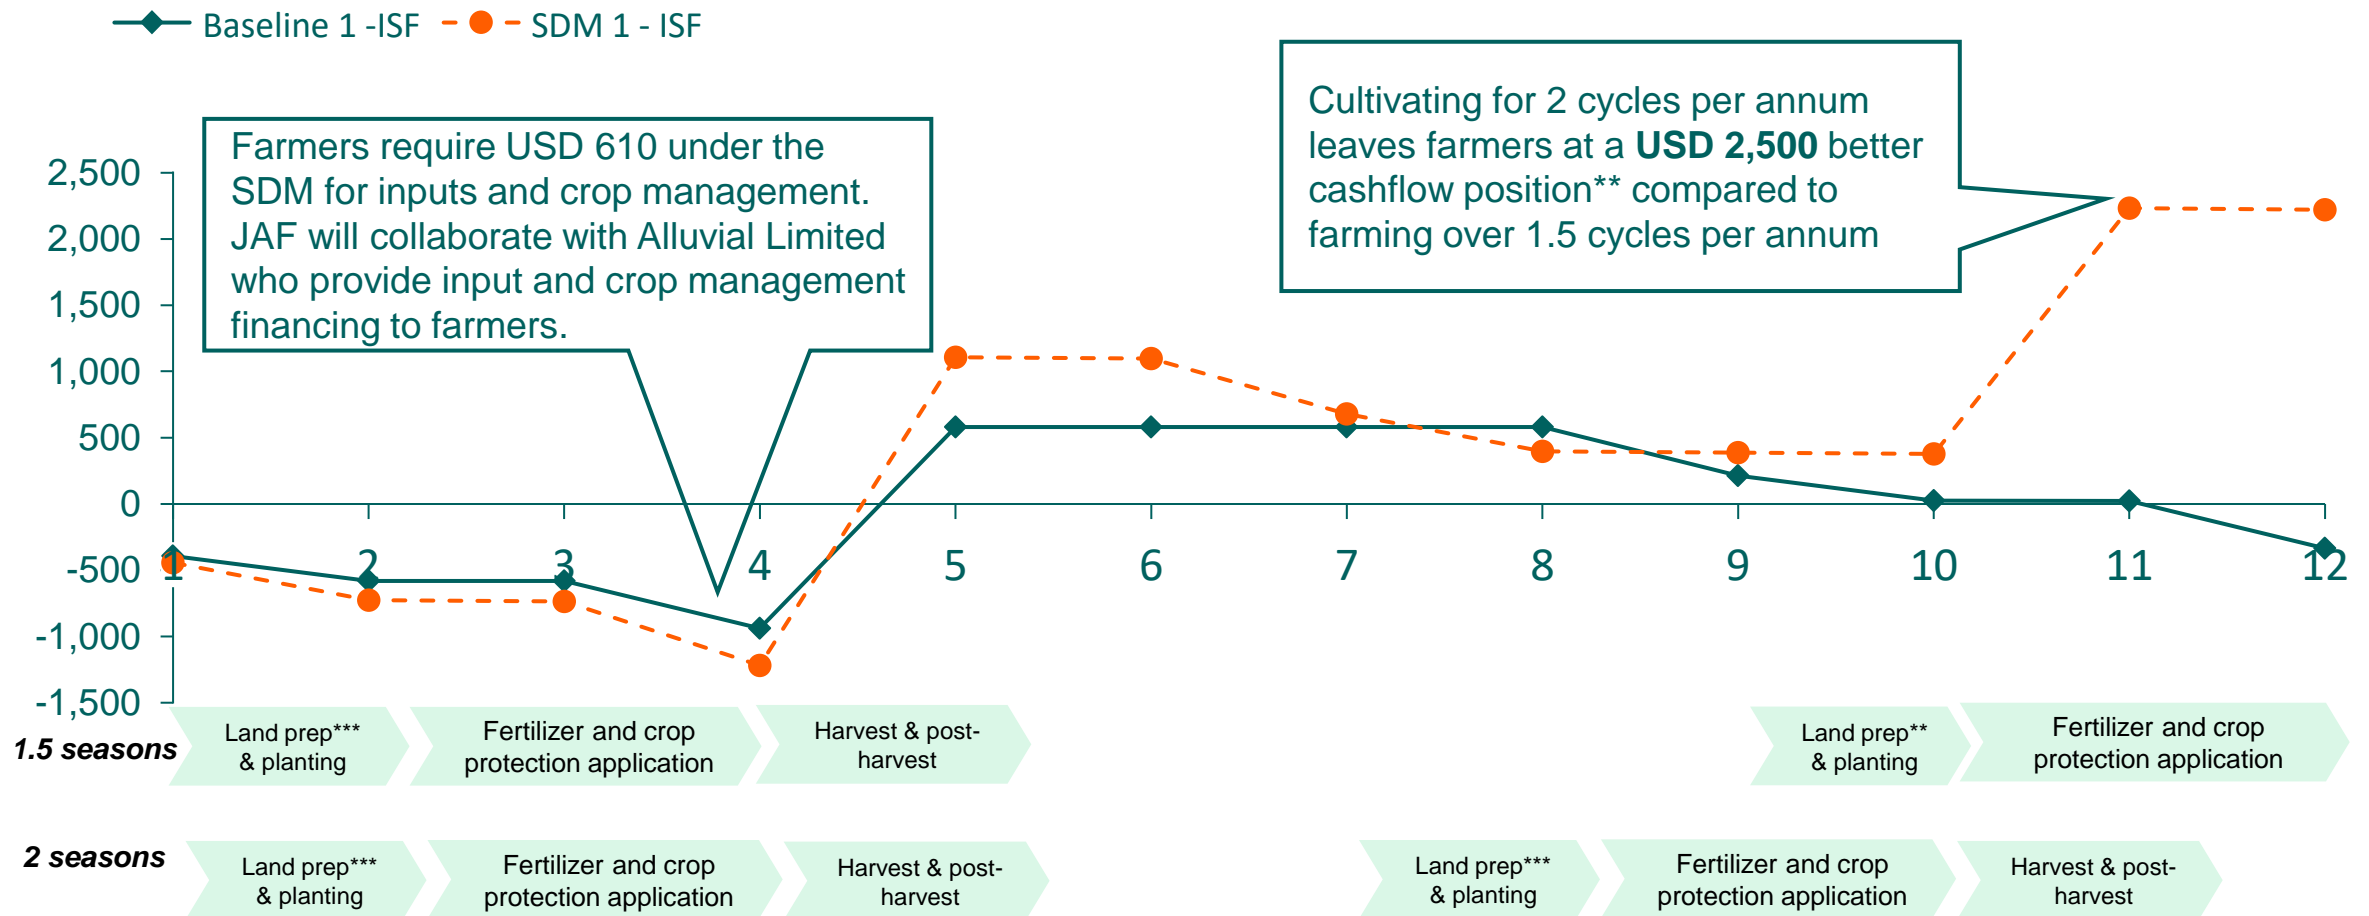 Baseline 1 -ISF
SDM 1 - ISF
Farmers require USD 610 under the
SDM for inputs and crop management.
JAF will collaborate with Alluvial Limited
who provide input and crop management
financing to farmers.
Cultivating for 2 cycles per annum
leaves farmers at a USD 2,500 better
cashflow position** compared to
farming over 1.5 cycles per annum
2,500
2,000
1,500
1,000
500
0
-500
-1,000
-1,500
1 2 3 4 5 6 7 8 9 10 11 12
1.5 seasons
Land prep***
& planting
Fertilizer and crop
protection application
Harvest & post-
harvest
Land prep**
& planting
Fertilizer and crop
protection application
2 seasons
Land prep***
& planting
Fertilizer and crop
protection application
Harvest & post-
harvest
Land prep***
& planting
Fertilizer and crop
protection application
Harvest & post-
harvest